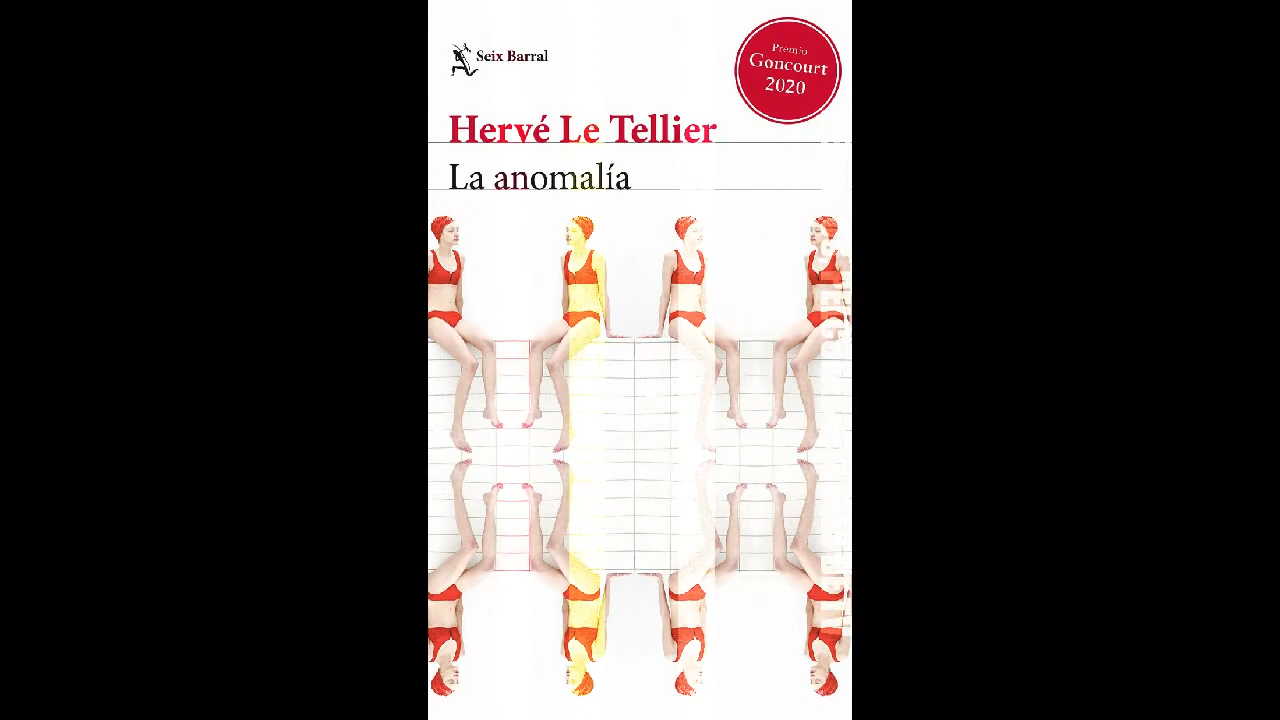 Seix Barral
Premio
Goncourt
2020
Hervé Le Tellier
La anomalía